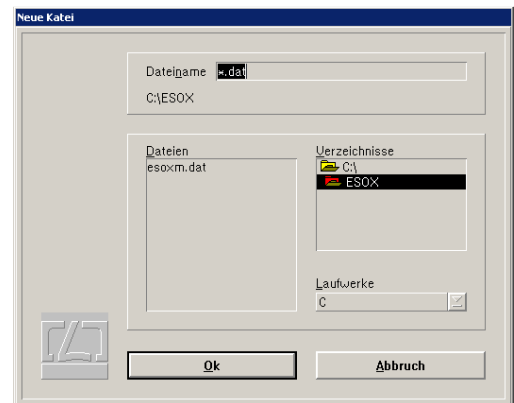 Neue Katei
Dateiname *.dat
C:\ESOX
Dateien
esoxm.dat
Verzeichnisse
C:\
ESOX
Laufwerke
C
Ok
Abbruch